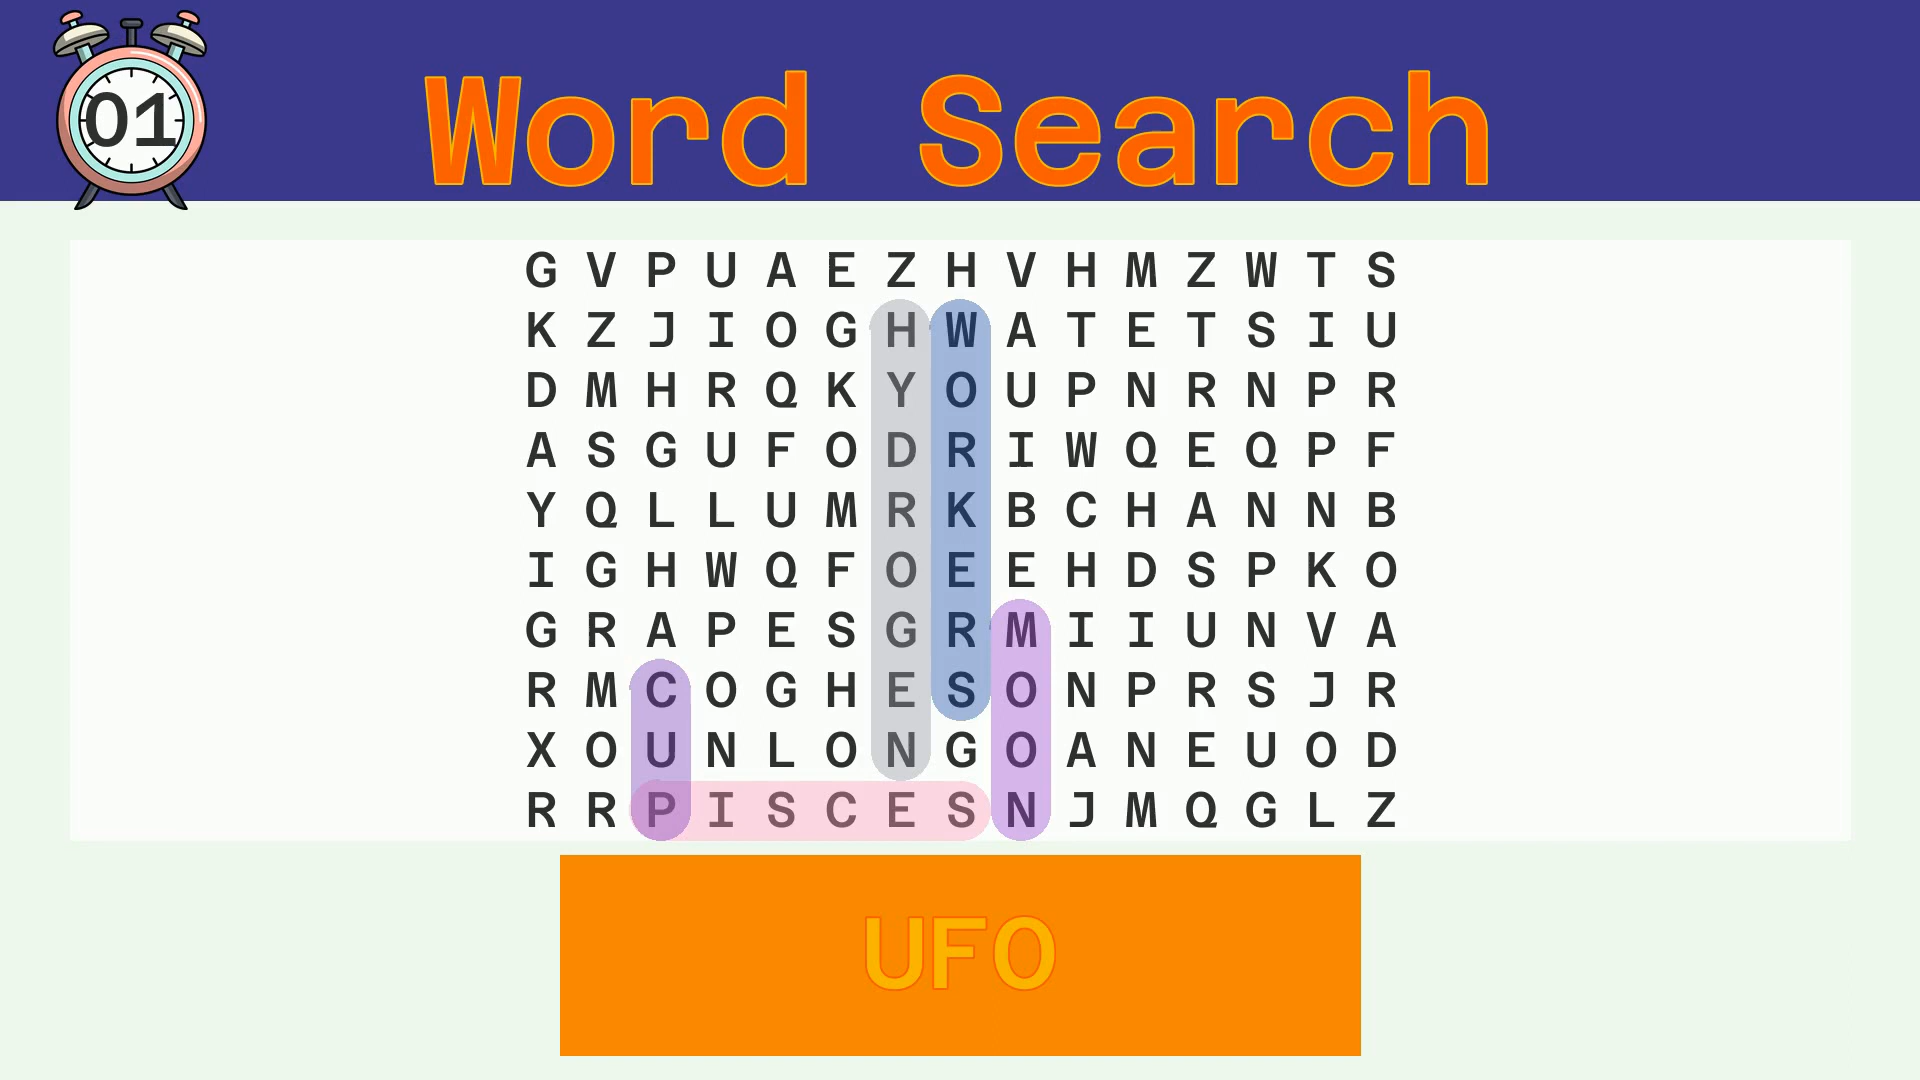 01
Word Search
G V P U A E Z H V H M Z W T S
K Z J I O G H W A T E T S I U
D M H R Q K Y O U P N R N P R
A S G U F O D R I W Q E Q P F
Y Q L L U M R K B C H A N N B
I G H W Q F O E E H D S P K O
G R A P E S G R M I I U N V A
R M C O G H E S O N P R S J R
X O U N L O N G O A N E U O D
R R P I S C E S N J M Q G L Z
UFO